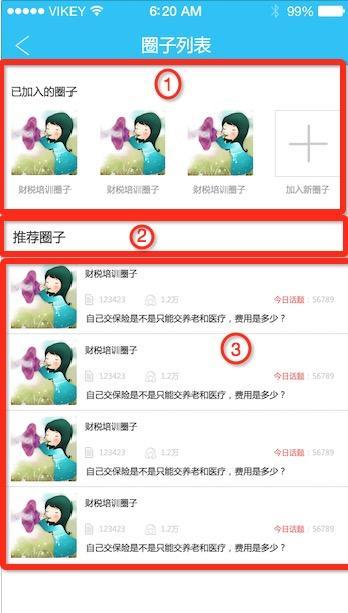 VIKEY 6:20 AM 99%
圈子列表
1
已加入的圈子
财税培训圈子 财税培训圈子 财税培训圈子 加入新圈子
推荐圈子 2
3
财税培训圈子
123423 1.2万 今日话题：56789
自己交保险是不是只能交养老和医疗，费用是多少？
财税培训圈子
123423 1.2万 今日话题：56789
自己交保险是不是只能交养老和医疗，费用是多少？
财税培训圈子
123423 1.2万 今日话题：56789
自己交保险是不是只能交养老和医疗，费用是多少？
财税培训圈子
123423 1.2万 今日话题：56789
自己交保险是不是只能交养老和医疗，费用是多少？